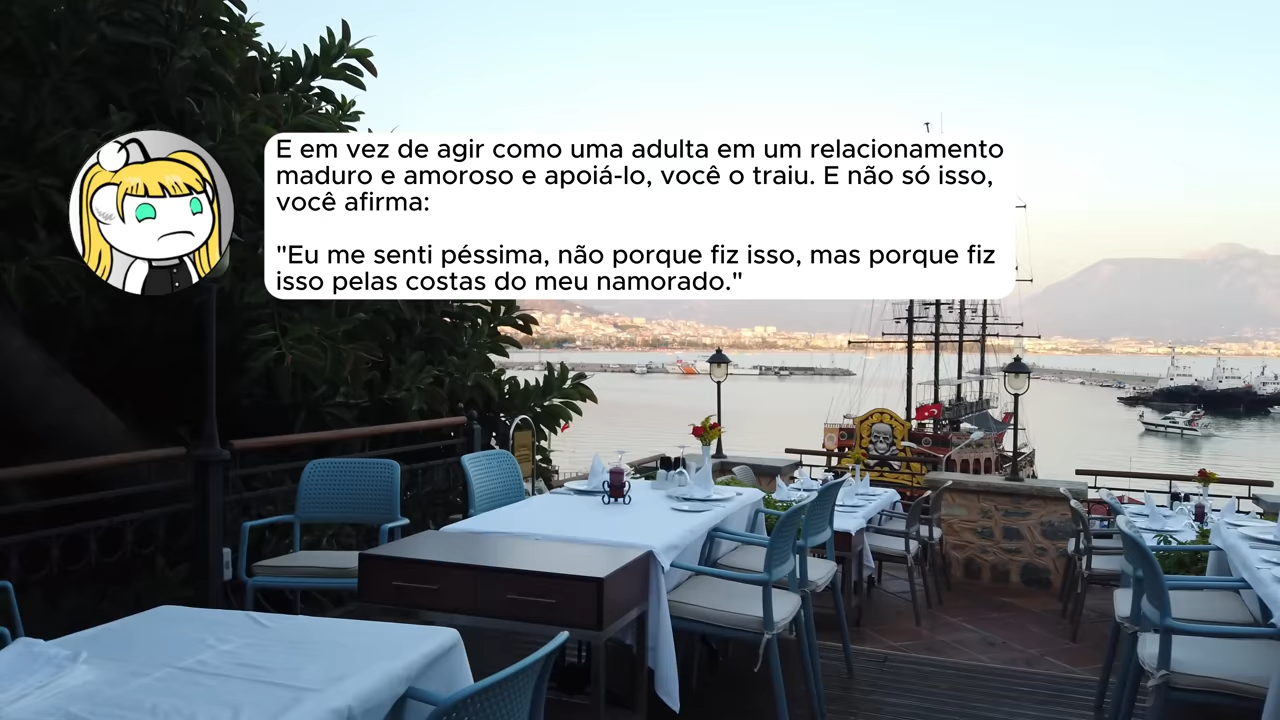 E em vez de agir como uma adulta em um relacionamento
maduro e amoroso e apoiá-lo, você o traiu. E não só isso,
você afirma:
"Eu me senti péssima, não porque fiz isso, mas porque fiz
isso pelas costas do meu namorado."